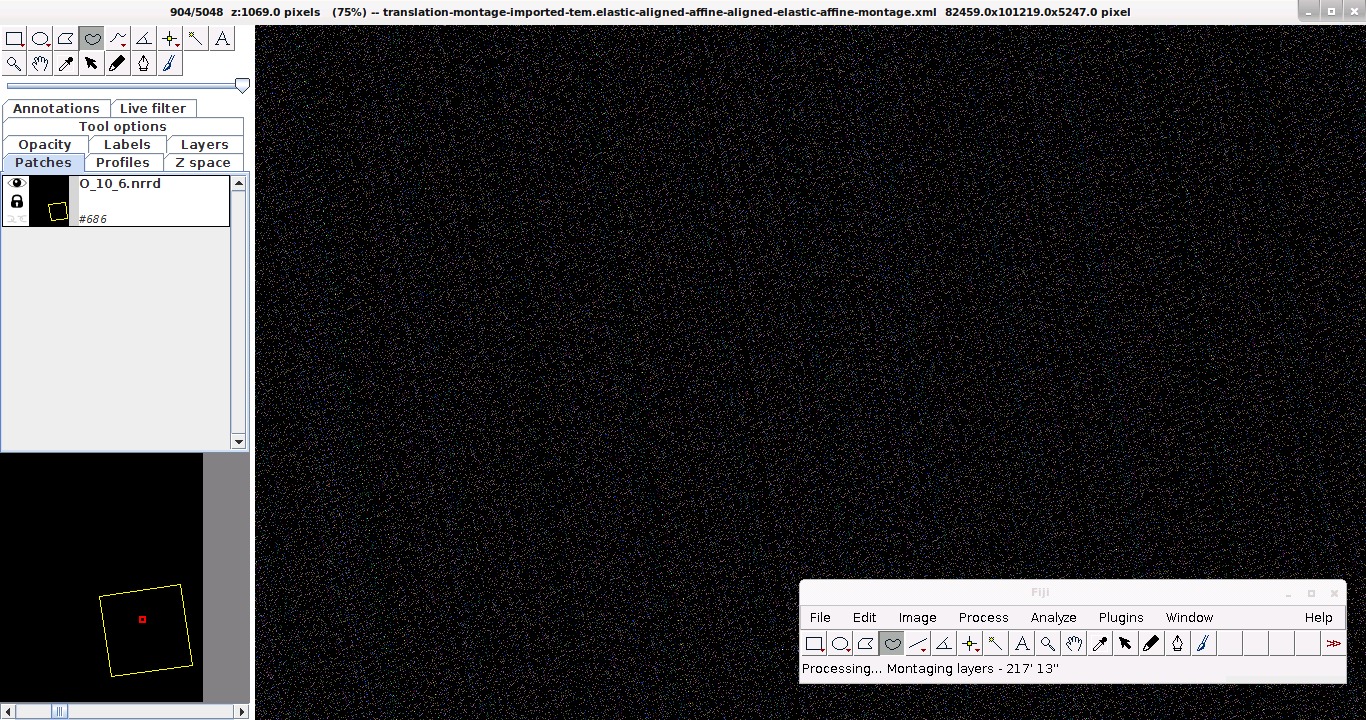 904/5048  z:1069.0 pixels   (75%) -- translation-montage-imported-tem.elastic-aligned-affine-aligned-elastic-affine-montage.xml  82459.0x101219.0x5247.0 pixel
A
Annotations Live filter
Tool options
Opacity Labels Layers
Patches Profiles Z space
O_10_6.nrrd
#686
Fiji
File Edit Image Process Analyze Plugins Window Help
A
Processing... Montaging layers - 217' 13"